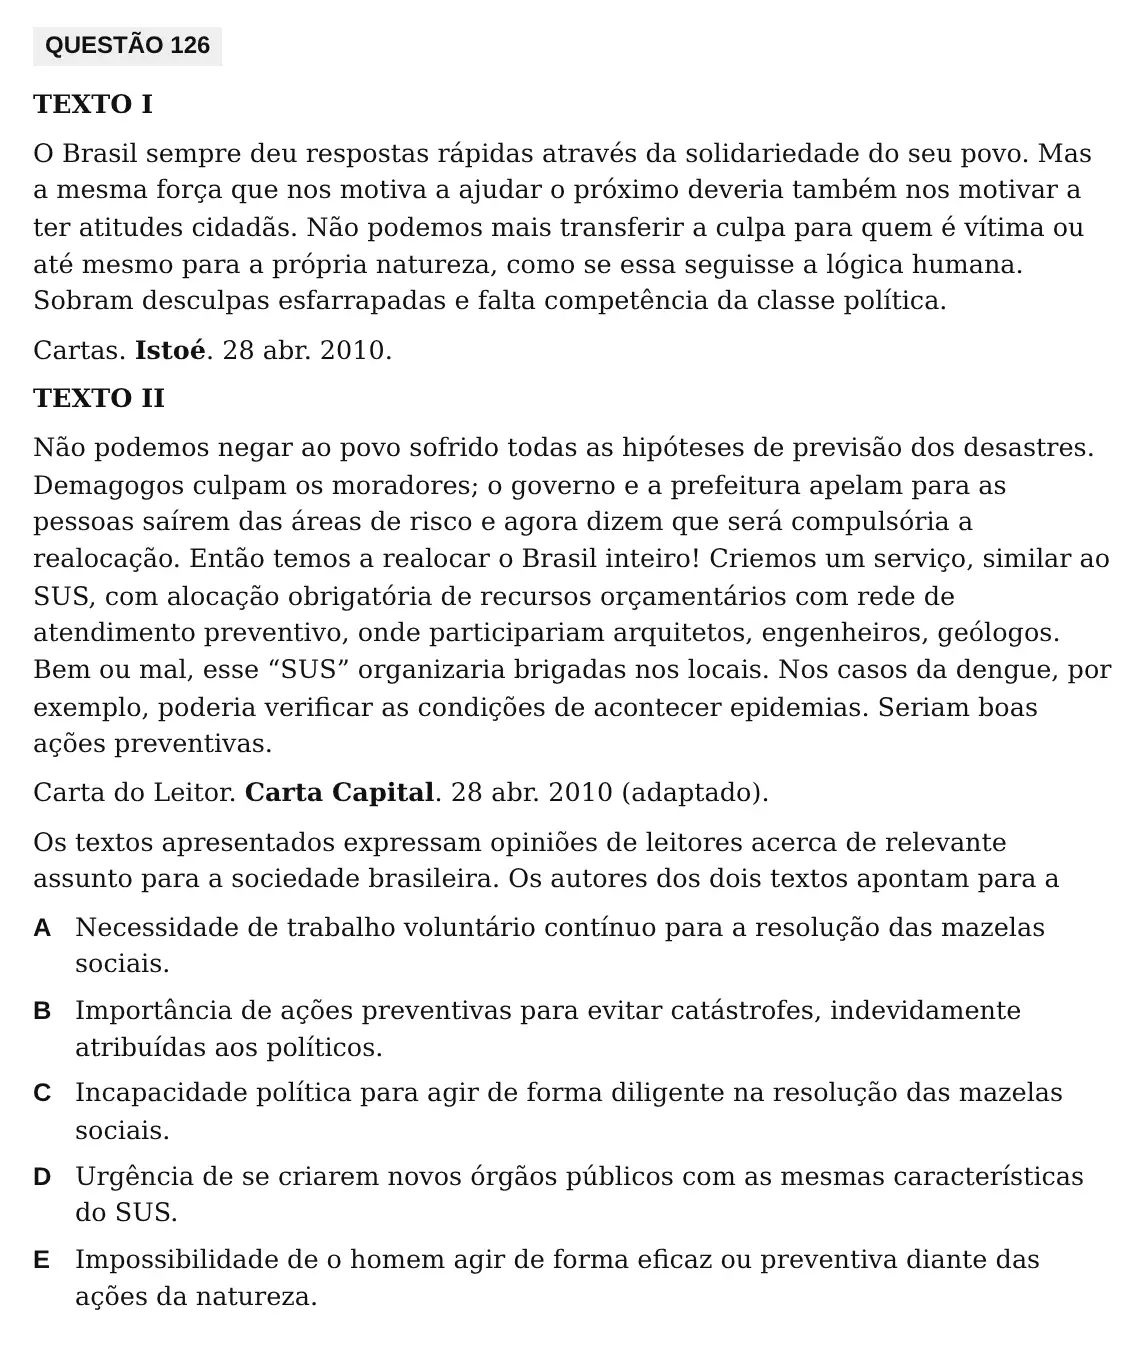 QUESTÃO 126
TEXTO I
O Brasil sempre deu respostas rápidas através da solidariedade do seu povo. Mas
a mesma força que nos motiva a ajudar o próximo deveria também nos motivar a
ter atitudes cidadãs. Não podemos mais transferir a culpa para quem é vítima ou
até mesmo para a própria natureza, como se essa seguisse a lógica humana.
Sobram desculpas esfarrapadas e falta competência da classe política.
Cartas. Istoé. 28 abr. 2010.
TEXTO II
Não podemos negar ao povo sofrido todas as hipóteses de previsão dos desastres.
Demagogos culpam os moradores; o governo e a prefeitura apelam para as
pessoas saírem das áreas de risco e agora dizem que será compulsória a
realocação. Então temos a realocar o Brasil inteiro! Criemos um serviço, similar ao
SUS, com alocação obrigatória de recursos orçamentários com rede de
atendimento preventivo, onde participariam arquitetos, engenheiros, geólogos.
Bem ou mal, esse “SUS” organizaria brigadas nos locais. Nos casos da dengue, por
exemplo, poderia verificar as condições de acontecer epidemias. Seriam boas
ações preventivas.
Carta do Leitor. Carta Capital. 28 abr. 2010 (adaptado).
Os textos apresentados expressam opiniões de leitores acerca de relevante
assunto para a sociedade brasileira. Os autores dos dois textos apontam para a
A Necessidade de trabalho voluntário contínuo para a resolução das mazelas
sociais.
B Importância de ações preventivas para evitar catástrofes, indevidamente
atribuídas aos políticos.
C Incapacidade política para agir de forma diligente na resolução das mazelas
sociais.
D Urgência de se criarem novos órgãos públicos com as mesmas características
do SUS.
E Impossibilidade de o homem agir de forma eficaz ou preventiva diante das
ações da natureza.